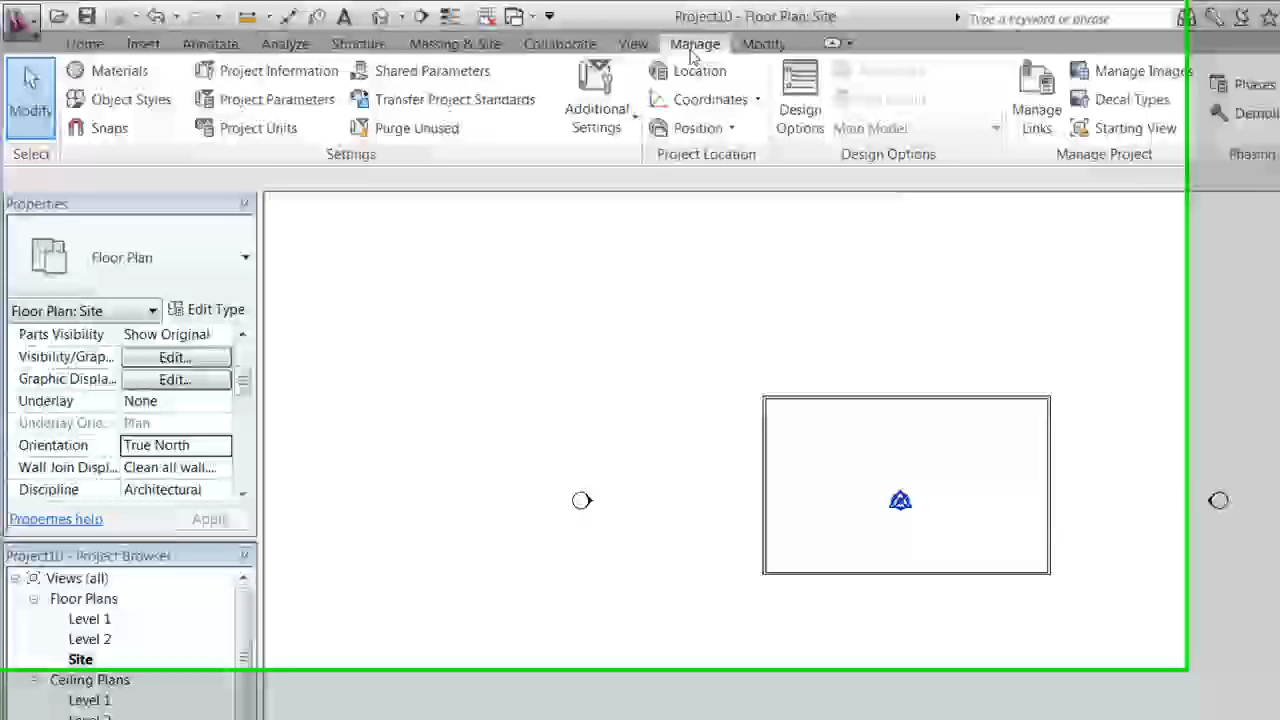 Project10 - Floor Plan: Site
Type a keyword or phrase
Home Insert Annotate Analyze Structure Massing & Site Collaborate View Manage Modify
Modify
Materials
Object Styles
Snaps
Project Information
Project Parameters
Project Units
Shared Parameters
Transfer Project Standards
Purge Unused
Additional
Settings
Location
Coordinates
Position
Design
Options
Main Model
Manage
Links
Manage Images
Decal Types
Starting View
Phases
Select Settings Project Location Design Options Manage Project Phasing
Properties
Floor Plan
Floor Plan: Site Edit Type
Parts Visibility Show Original
Visibility/Grap... Edit...
Graphic Displa... Edit...
Underlay None
Underlay Orie... Plan
Orientation True North
Wall Join Displ... Clean all wall....
Discipline Architectural
Properties help Apply
Project10 - Project Browser
Views (all)
Floor Plans
Level 1
Level 2
Site
Ceiling Plans
Level 1